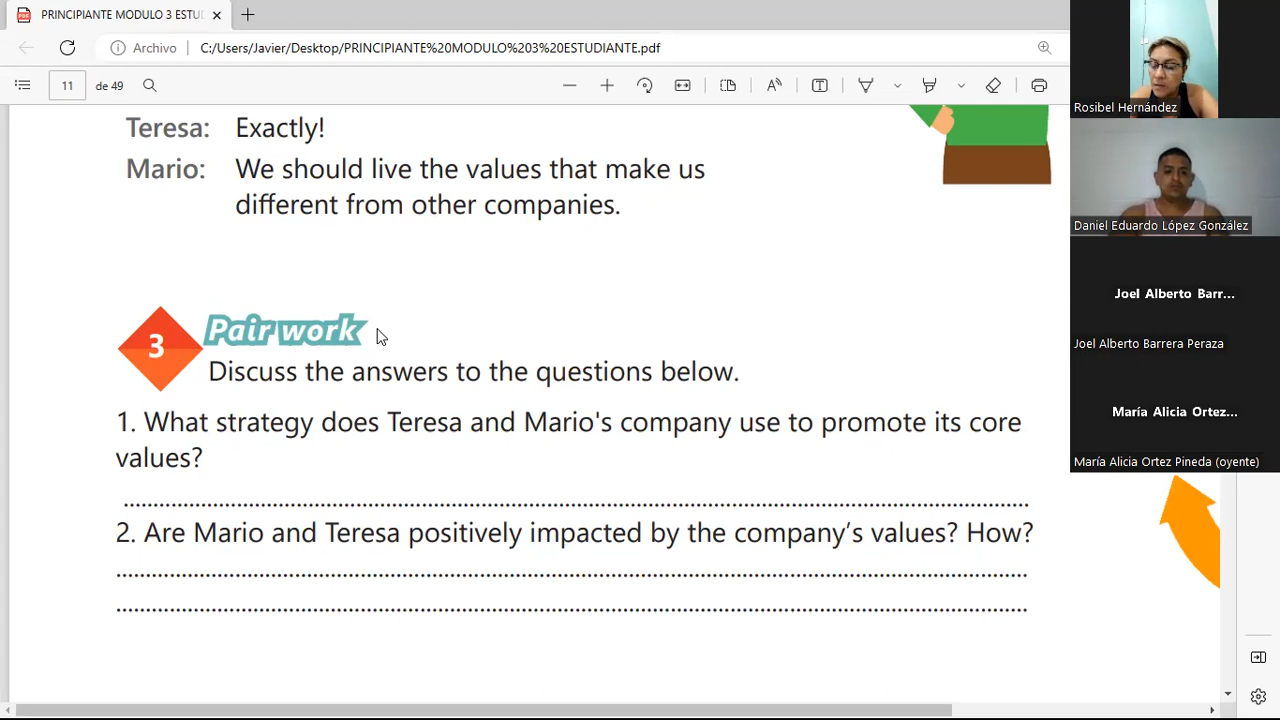 PRINCIPIANTE MODULO 3 ESTU
Archivo
C:/Users/Javier/Desktop/PRINCIPIANTE%20MODULO%203%20ESTUDIANTE.pdf
11 de 49
Teresa: Exactly!
Mario: We should live the values that make us
different from other companies.
3
Pair work
Discuss the answers to the questions below.
1. What strategy does Teresa and Mario's company use to promote its core
values?
2. Are Mario and Teresa positively impacted by the company’s values? How?
Rosibel Hernández
Daniel Eduardo López González
Joel Alberto Barr...
Joel Alberto Barrera Peraza
María Alicia Ortez...
María Alicia Ortez Pineda (oyente)